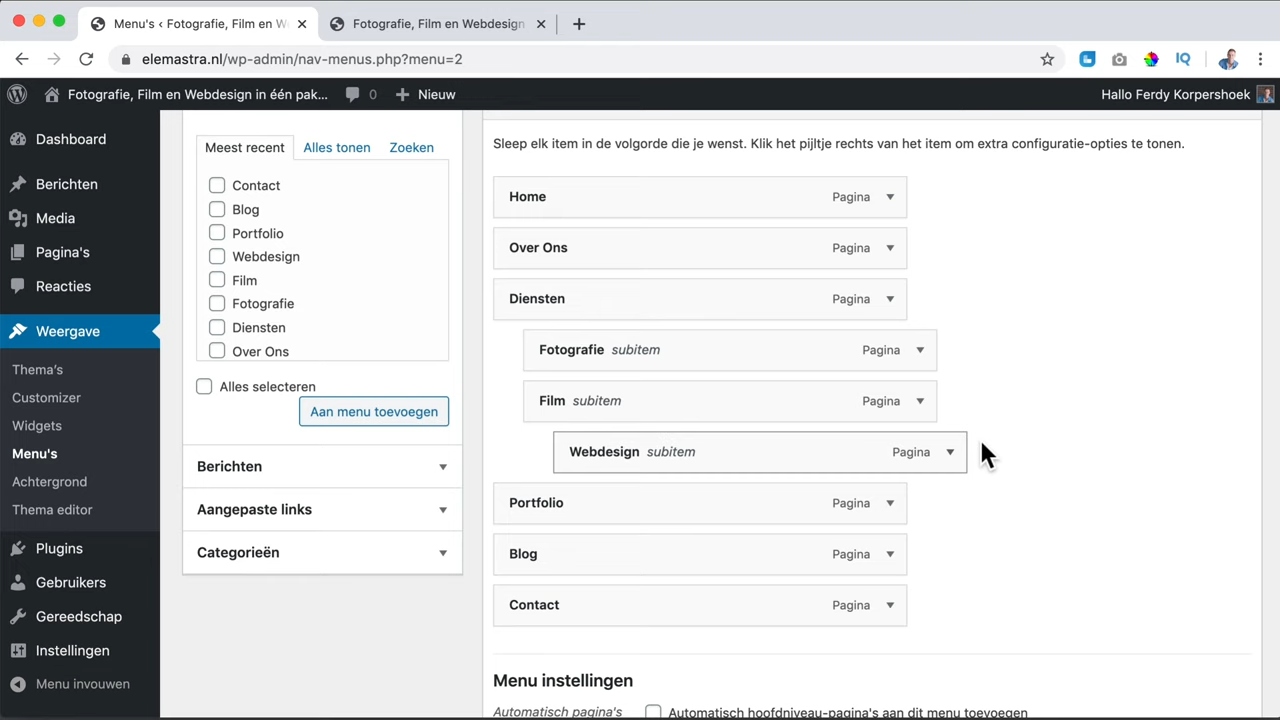 Menu's ‹ Fotografie, Film en W
Fotografie, Film en Webdesign
elemastra.nl/wp-admin/nav-menus.php?menu=2
IQ
Fotografie, Film en Webdesign in één pak...
0
Nieuw
Hallo Ferdy Korpershoek
Dashboard
Berichten
Media
Pagina's
Reacties
Weergave
Thema's
Customizer
Widgets
Menu's
Achtergrond
Thema editor
Plugins
Gebruikers
Gereedschap
Instellingen
Menu invouwen
Meest recent Alles tonen Zoeken
Contact
Blog
Portfolio
Webdesign
Film
Fotografie
Diensten
Over Ons
Alles selecteren
Aan menu toevoegen
Berichten
Aangepaste links
Categorieën
Sleep elk item in de volgorde die je wenst. Klik het pijltje rechts van het item om extra configuratie-opties te tonen.
Home Pagina
Over Ons Pagina
Diensten Pagina
Fotografie subitem Pagina
Film subitem Pagina
Webdesign subitem Pagina
Portfolio Pagina
Blog Pagina
Contact Pagina
Menu instellingen
Automatisch pagina's Automatisch hoofdniveau-pagina's aan dit menu toevoegen